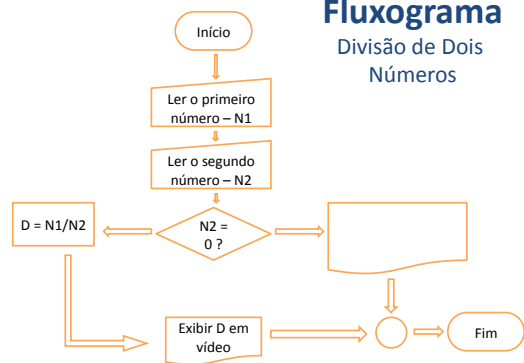 Fluxograma
Divisão de Dois
Números
Início
Ler o primeiro
número – N1
Ler o segundo
número – N2
N2 =
0 ?
D = N1/N2
Exibir D em
vídeo
Fim